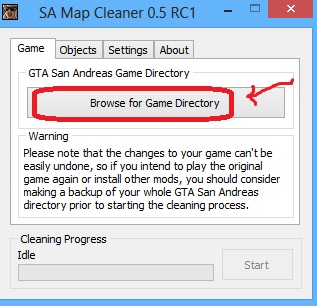 SA Map Cleaner 0.5 RC1
Game Objects Settings About
GTA San Andreas Game Directory
Browse for Game Directory
Warning
Please note that the changes to your game can't be
easily undone, so if you intend to play the original
game again or install other mods, you should consider
making a backup of your whole GTA San Andreas
directory prior to starting the cleaning process.
Cleaning Progress
Idle
Start